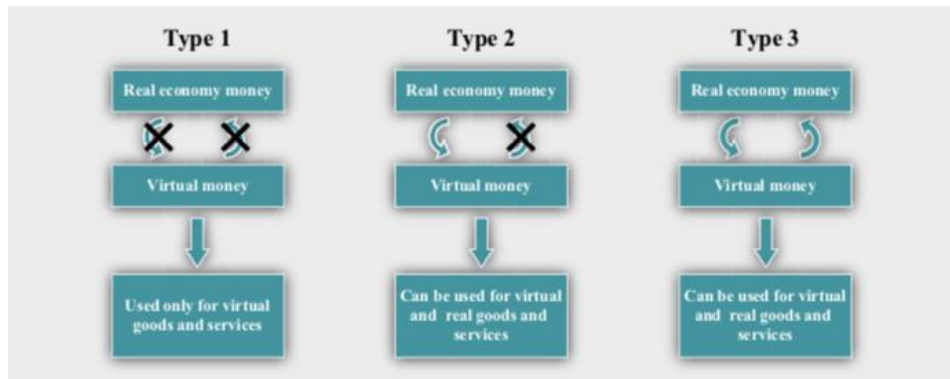 Type 1
Real economy money
Virtual money
Used only for virtual
goods and services
Type 2
Real economy money
Virtual money
Can be used for virtual
and real goods and
services
Type 3
Real economy money
Virtual money
Can be used for virtual
and real goods and
services